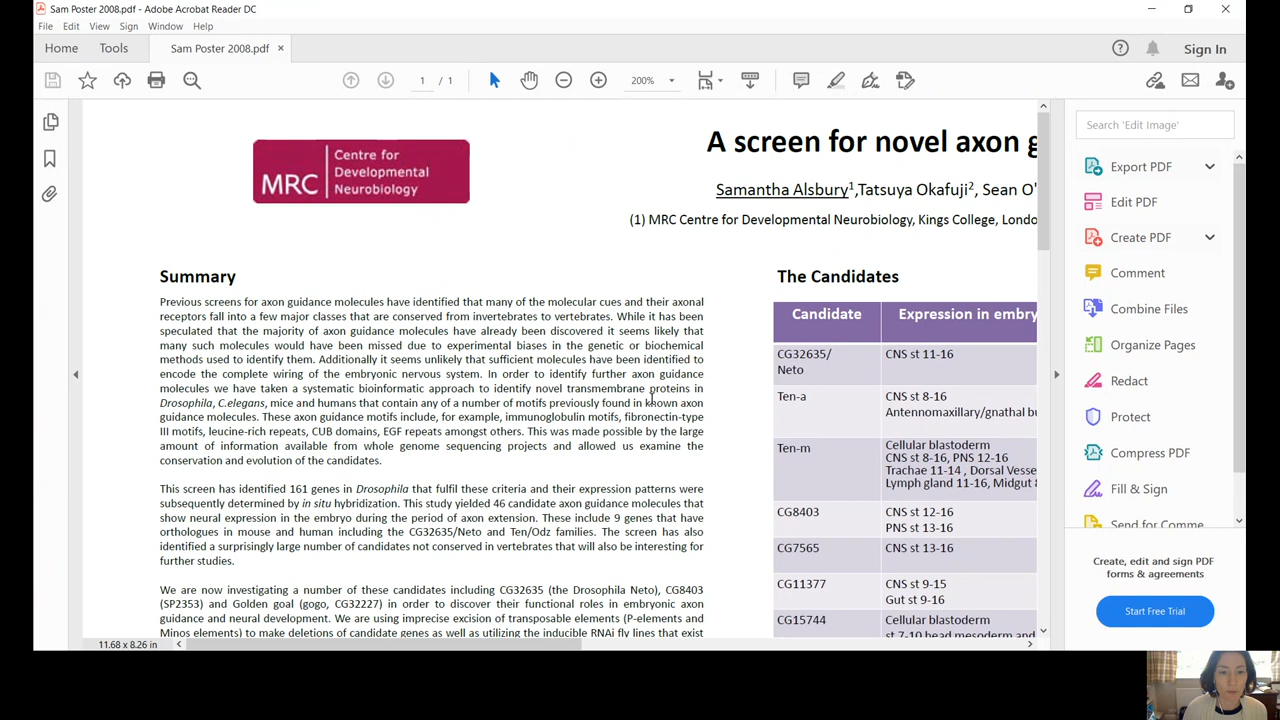 Sam Poster 2008.pdf - Adobe Acrobat Reader DC
File Edit View Sign Window Help
Home Tools Sam Poster 2008.pdf × Sign In
1 / 1 200%
MRC Centre for
Developmental
Neurobiology
A screen for novel axon g
Samantha Alsbury1,Tatsuya Okafuji2, Sean O'
(1) MRC Centre for Developmental Neurobiology, Kings College, Londo
Summary
Previous screens for axon guidance molecules have identified that many of the molecular cues and their axonal
receptors fall into a few major classes that are conserved from invertebrates to vertebrates. While it has been
speculated that the majority of axon guidance molecules have already been discovered it seems likely that
many such molecules would have been missed due to experimental biases in the genetic or biochemical
methods used to identify them. Additionally it seems unlikely that sufficient molecules have been identified to
encode the complete wiring of the embryonic nervous system. In order to identify further axon guidance
molecules we have taken a systematic bioinformatic approach to identify novel transmembrane proteins in
Drosophila, C.elegans, mice and humans that contain any of a number of motifs previously found in known axon
guidance molecules. These axon guidance motifs include, for example, immunoglobulin motifs, fibronectin-type
III motifs, leucine-rich repeats, CUB domains, EGF repeats amongst others. This was made possible by the large
amount of information available from whole genome sequencing projects and allowed us examine the
conservation and evolution of the candidates.
This screen has identified 161 genes in Drosophila that fulfil these criteria and their expression patterns were
subsequently determined by in situ hybridization. This study yielded 46 candidate axon guidance molecules that
show neural expression in the embryo during the period of axon extension. These include 9 genes that have
orthologues in mouse and human including the CG32635/Neto and Ten/Odz families. The screen has also
identified a surprisingly large number of candidates not conserved in vertebrates that will also be interesting for
further studies.
We are now investigating a number of these candidates including CG32635 (the Drosophila Neto), CG8403
(SP2353) and Golden goal (gogo, CG32227) in order to discover their functional roles in embryonic axon
guidance and neural development. We are using imprecise excision of transposable elements (P-elements and
Minos elements) to make deletions of candidate genes as well as utilizing the inducible RNAi fly lines that exist
The Candidates
Candidate Expression in embry
CG32635/
Neto
CNS st 11-16
Ten-a
CNS st 8-16
Antennomaxillary/gnathal bu
Ten-m
Cellular blastoderm
CNS st 8-16, PNS 12-16
Trachae 11-14 , Dorsal Vesse
Lymph gland 11-16, Midgut 8
CG8403
CNS st 12-16
PNS st 13-16
CG7565
CNS st 13-16
CG11377
CNS st 9-15
Gut st 9-16
CG15744
Cellular blastoderm
st 7-10 head mesoderm and
11.68 x 8.26 in
Search 'Edit Image'
Export PDF
Edit PDF
Create PDF
Comment
Combine Files
Organize Pages
Redact
Protect
Compress PDF
Fill & Sign
Send for Comme
Create, edit and sign PDF
forms & agreements
Start Free Trial